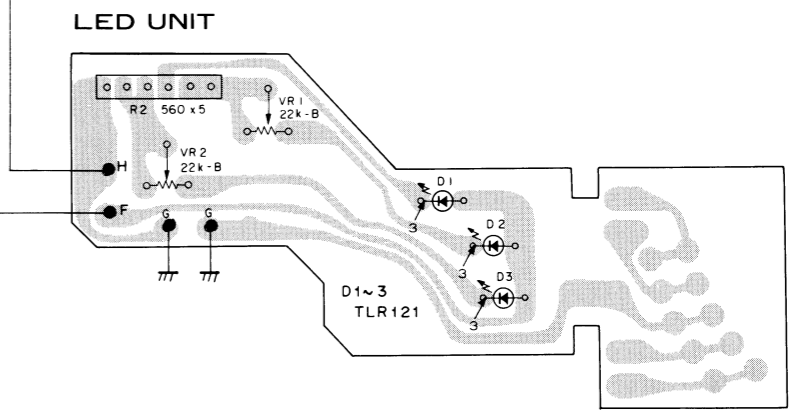 LED UNIT
R2 560 x 5
VR1
22k-B
VR2
22k-B
H
F
G
G
D1
3
D2
3
D3
3
D1~3
TLR121